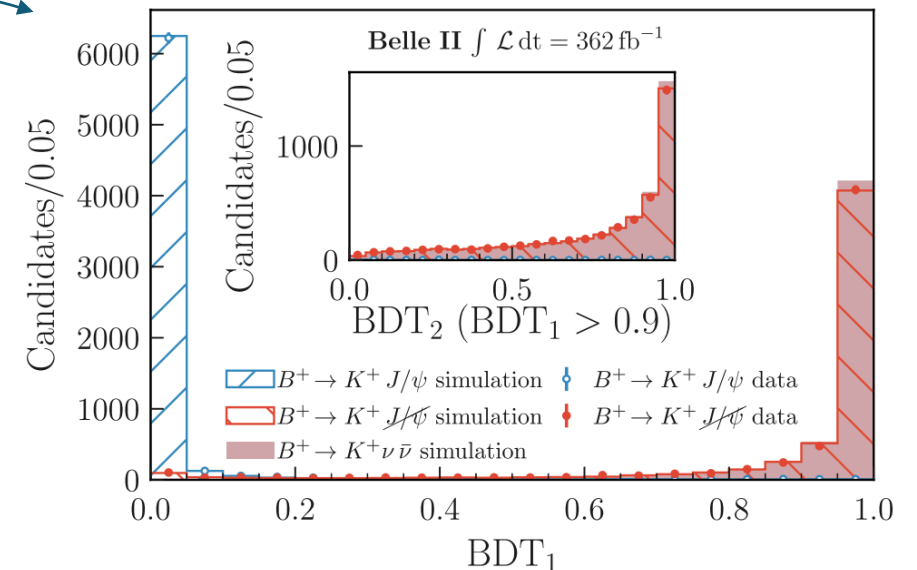 Belle II ∫ ℒ dt = 362 fb⁻¹
Candidates/0.05
6000
5000
4000
3000
2000
1000
0
Candidates/0.05
1000
0
0.0 0.5 1.0
BDT₂ (BDT₁ > 0.9)
B⁺→ K⁺ J/ψ simulation
B⁺→ K⁺ J/ψ data
B⁺→ K⁺ J̸/ψ̸ simulation
B⁺→ K⁺ J̸/ψ̸ data
B⁺→ K⁺ν ν̄ simulation
0.0 0.2 0.4 0.6 0.8 1.0
BDT₁